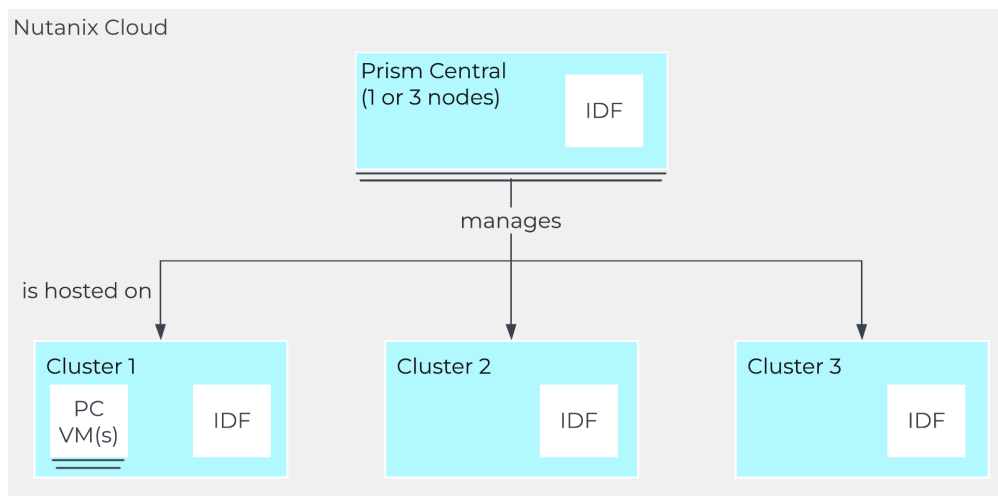 Nutanix Cloud
Prism Central
(1 or 3 nodes)
IDF
manages
is hosted on
Cluster 1
PC
VM(s)
IDF
Cluster 2
IDF
Cluster 3
IDF